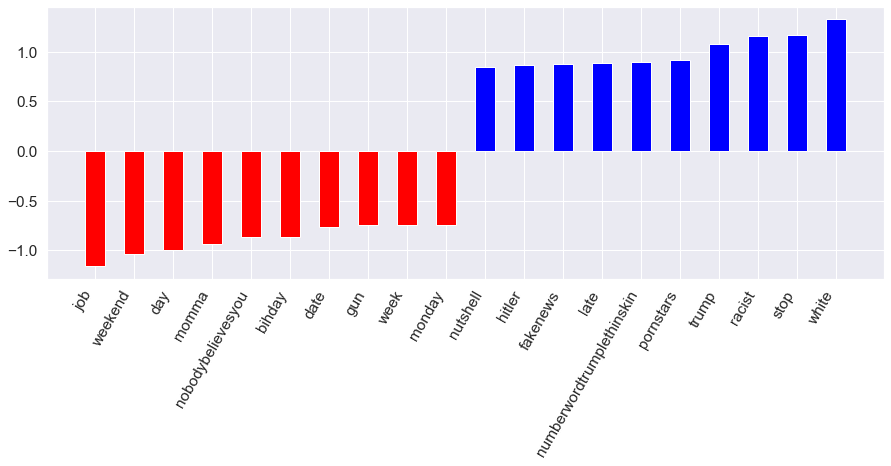 1.0
0.5
0.0
−0.5
−1.0
job
weekend
day
momma
nobodybelievesyou
bihday
date
gun
week
monday
nutshell
hitler
fakenews
late
numberwordtrumplethinskin
pornstars
trump
racist
stop
white